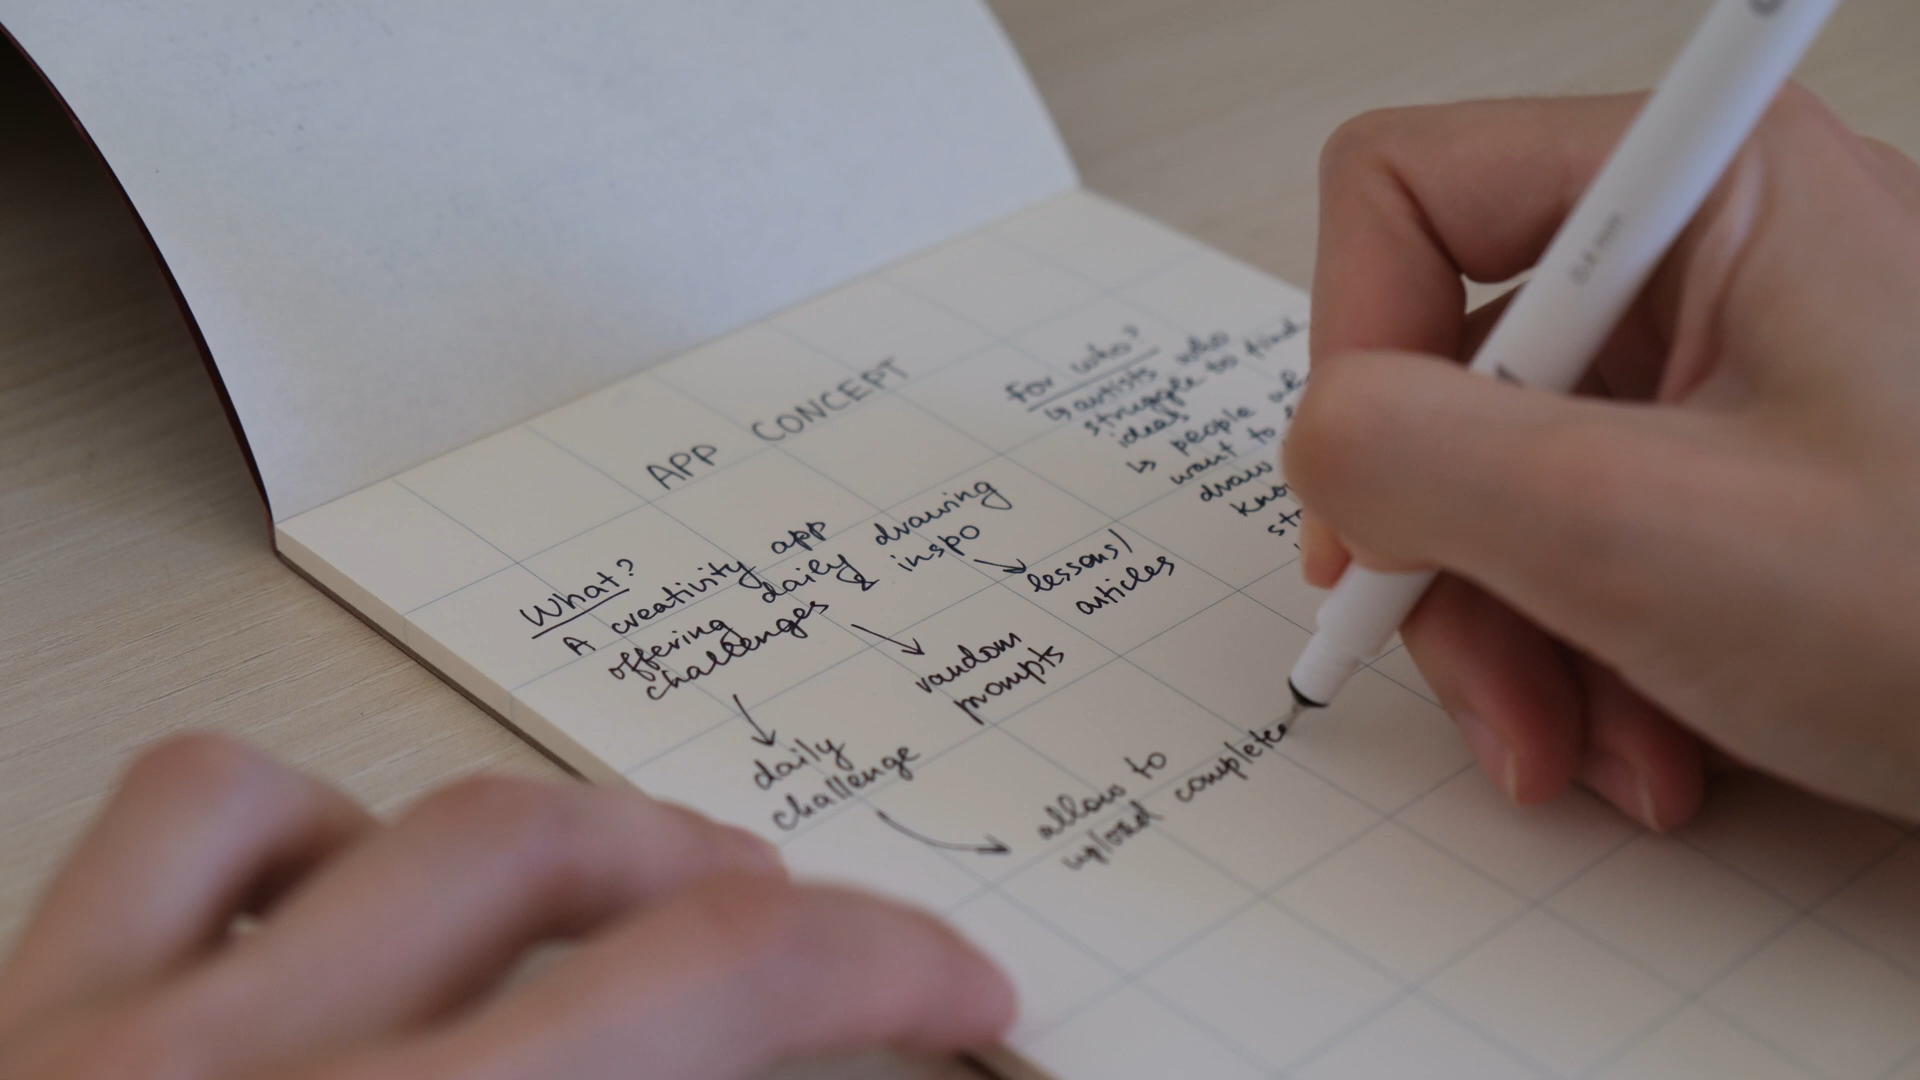 APP CONCEPT
What?
A creativity app
offering daily drawing
challenges & inspo
daily
challenge
random
prompts
lessons/
articles
allow to
upload complete
For who?
↳ artists who
struggle to find
ideas
↳ people
want to
draw